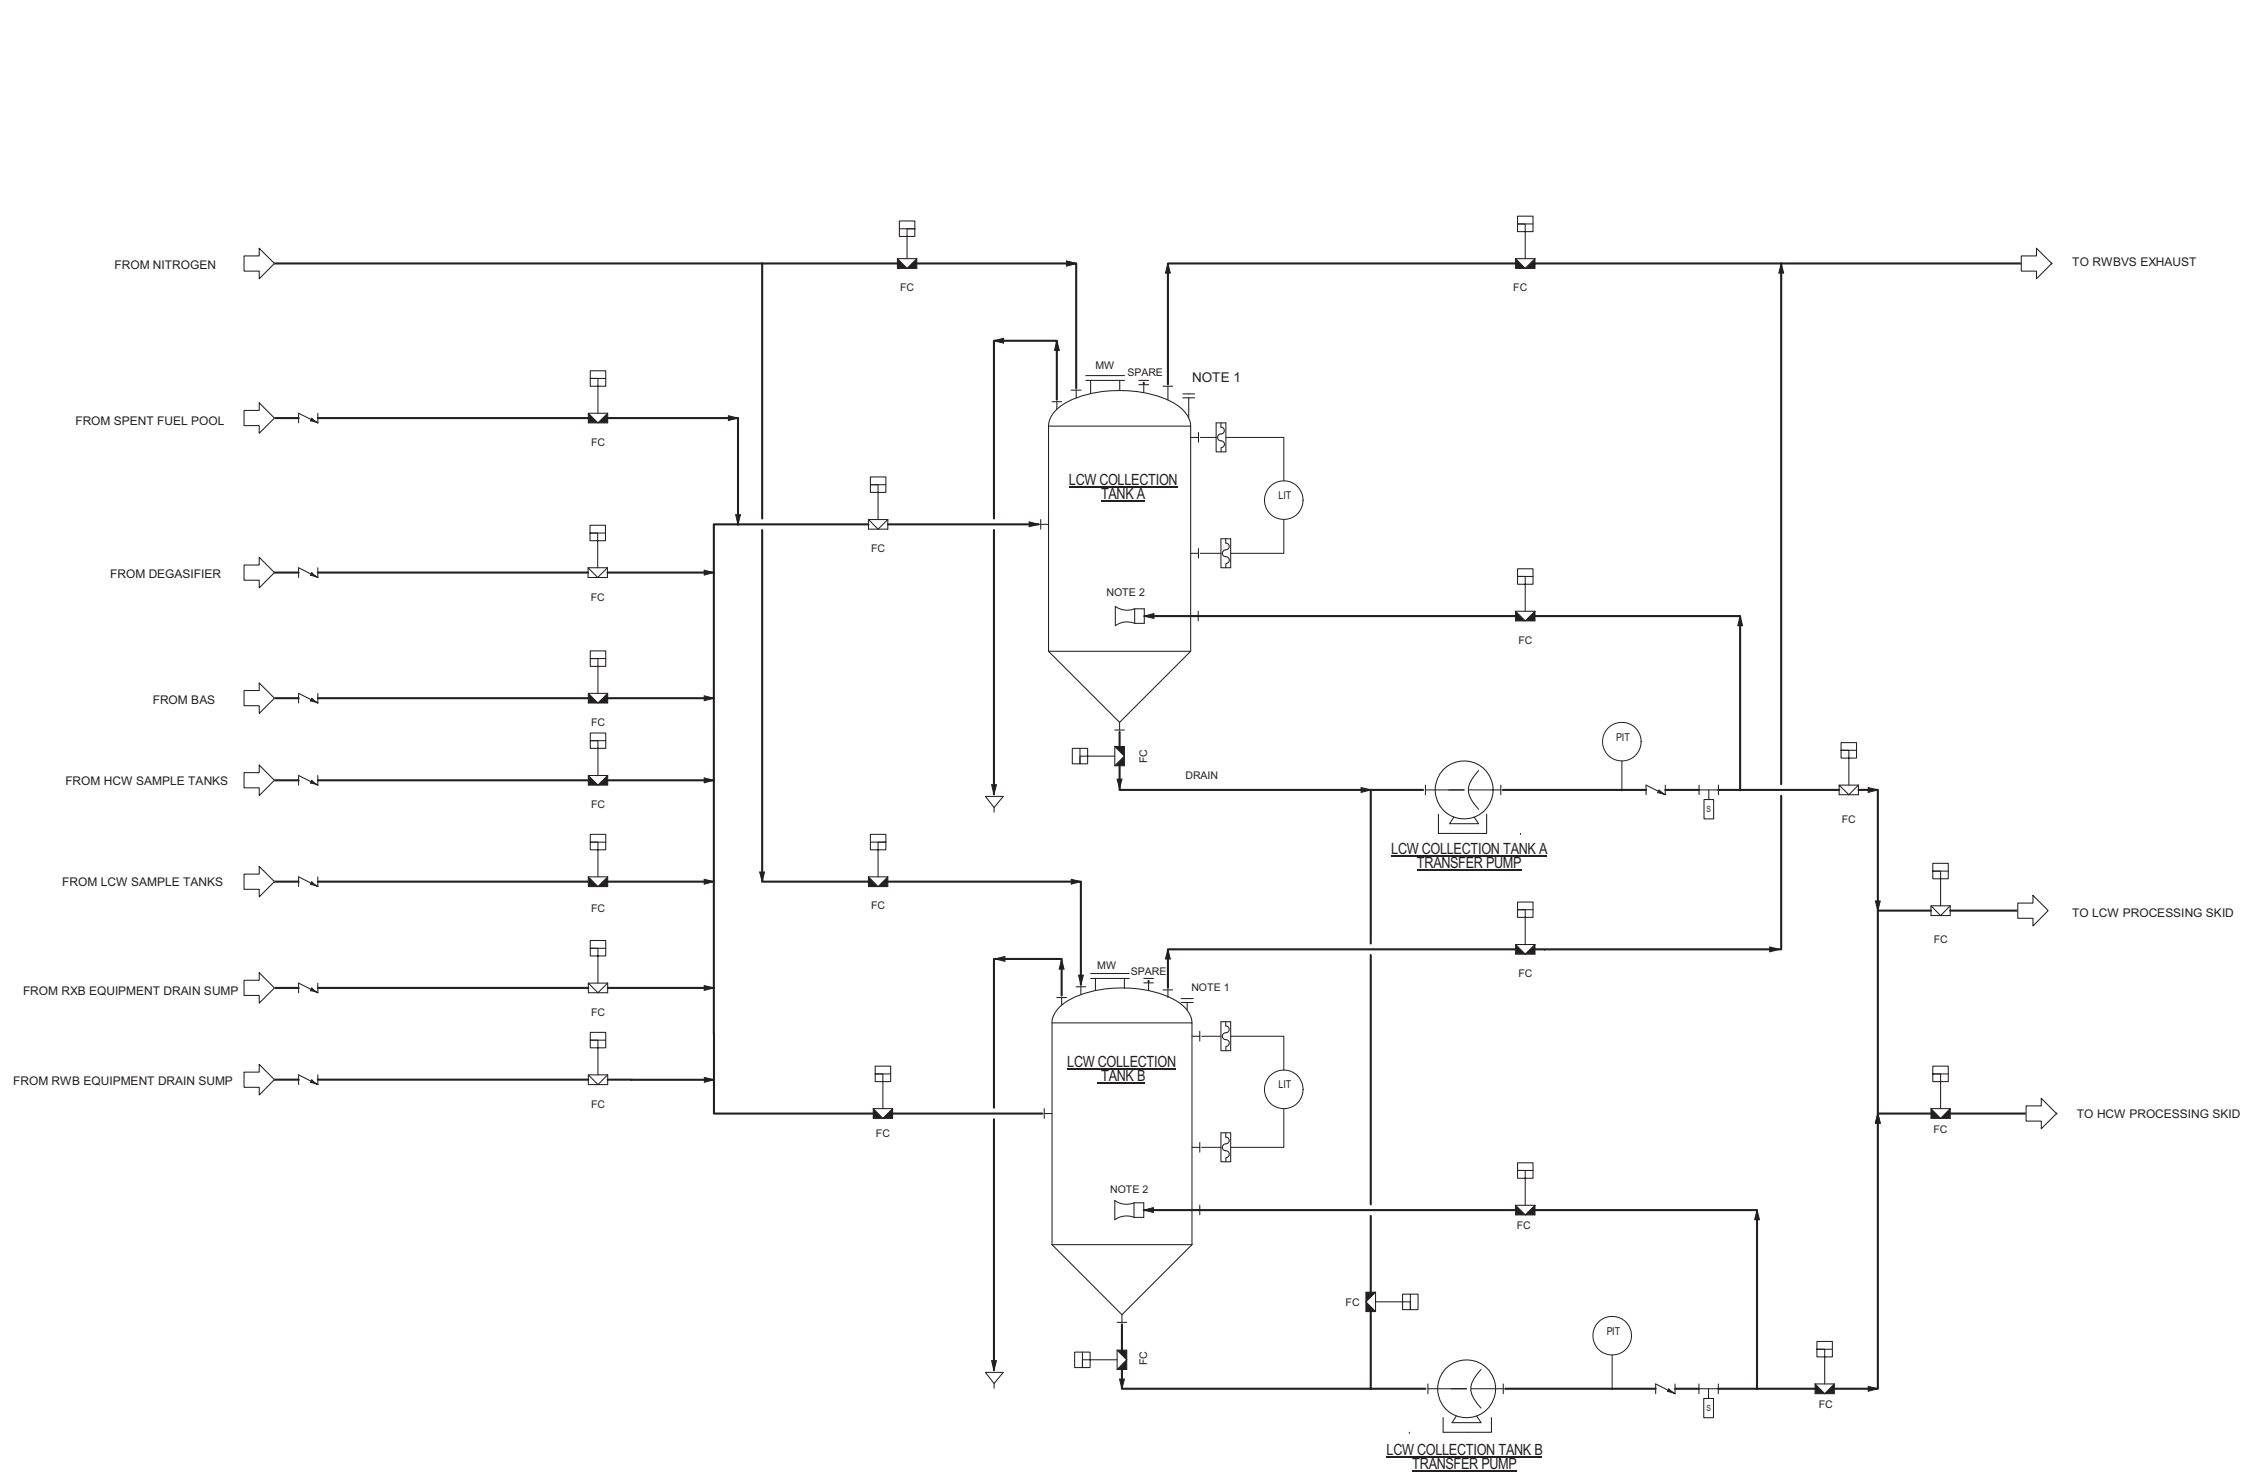 FC
FROM NITROGEN
TO RWBVS EXHAUST
FC
FC
MW
SPARE
NOTE 1
FROM SPENT FUEL POOL
FC
LCW COLLECTION
TANK A
LIT
FC
FROM DEGASIFIER
FC
NOTE 2
FC
FROM BAS
FC
PIT
FC
DRAIN
FROM HCW SAMPLE TANKS
FC
S
FC
LCW COLLECTION TANK A
TRANSFER PUMP
FROM LCW SAMPLE TANKS
FC
FC
TO LCW PROCESSING SKID
FC
MW
SPARE
FC
NOTE 1
FROM RXB EQUIPMENT DRAIN SUMP
FC
LCW COLLECTION
TANK B
LIT
FROM RWB EQUIPMENT DRAIN SUMP
FC
TO HCW PROCESSING SKID
FC
FC
NOTE 2
FC
FC
PIT
FC
S
FC
LCW COLLECTION TANK B
TRANSFER PUMP